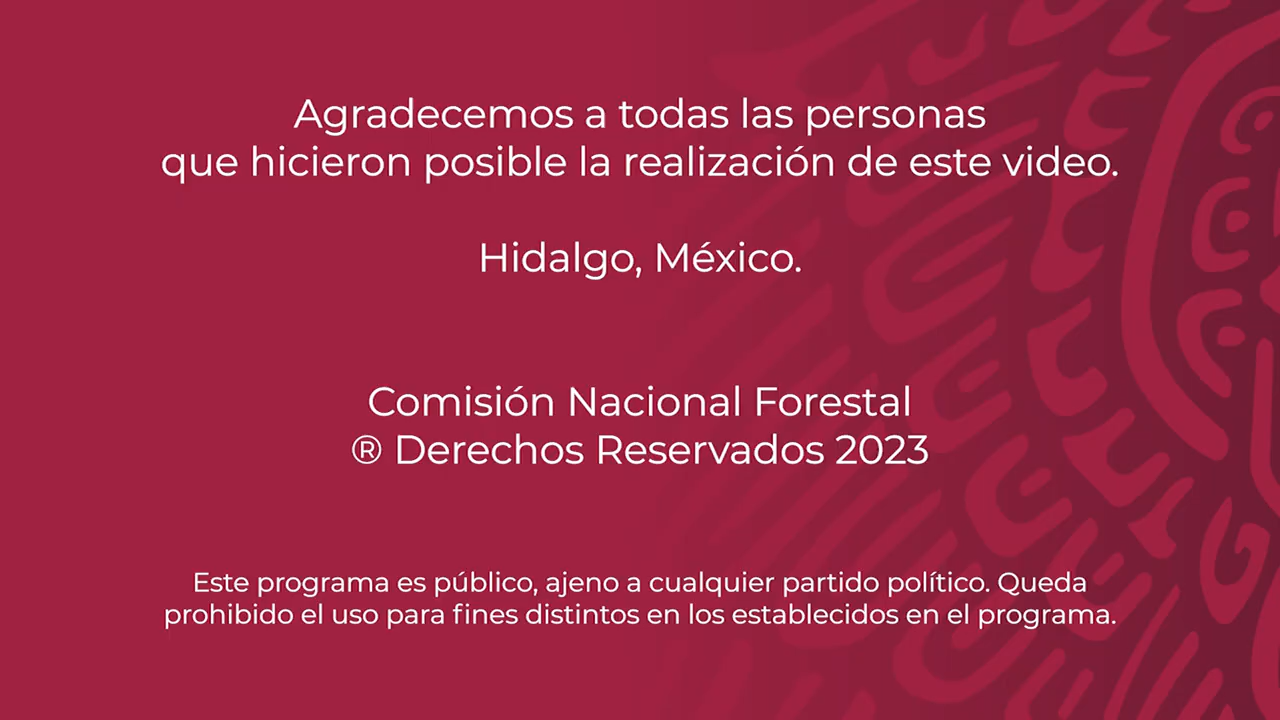 Agradecemos a todas las personas
que hicieron posible la realización de este video.
Hidalgo, México.
Comisión Nacional Forestal
® Derechos Reservados 2023
Este programa es público, ajeno a cualquier partido político. Queda
prohibido el uso para fines distintos en los establecidos en el programa.